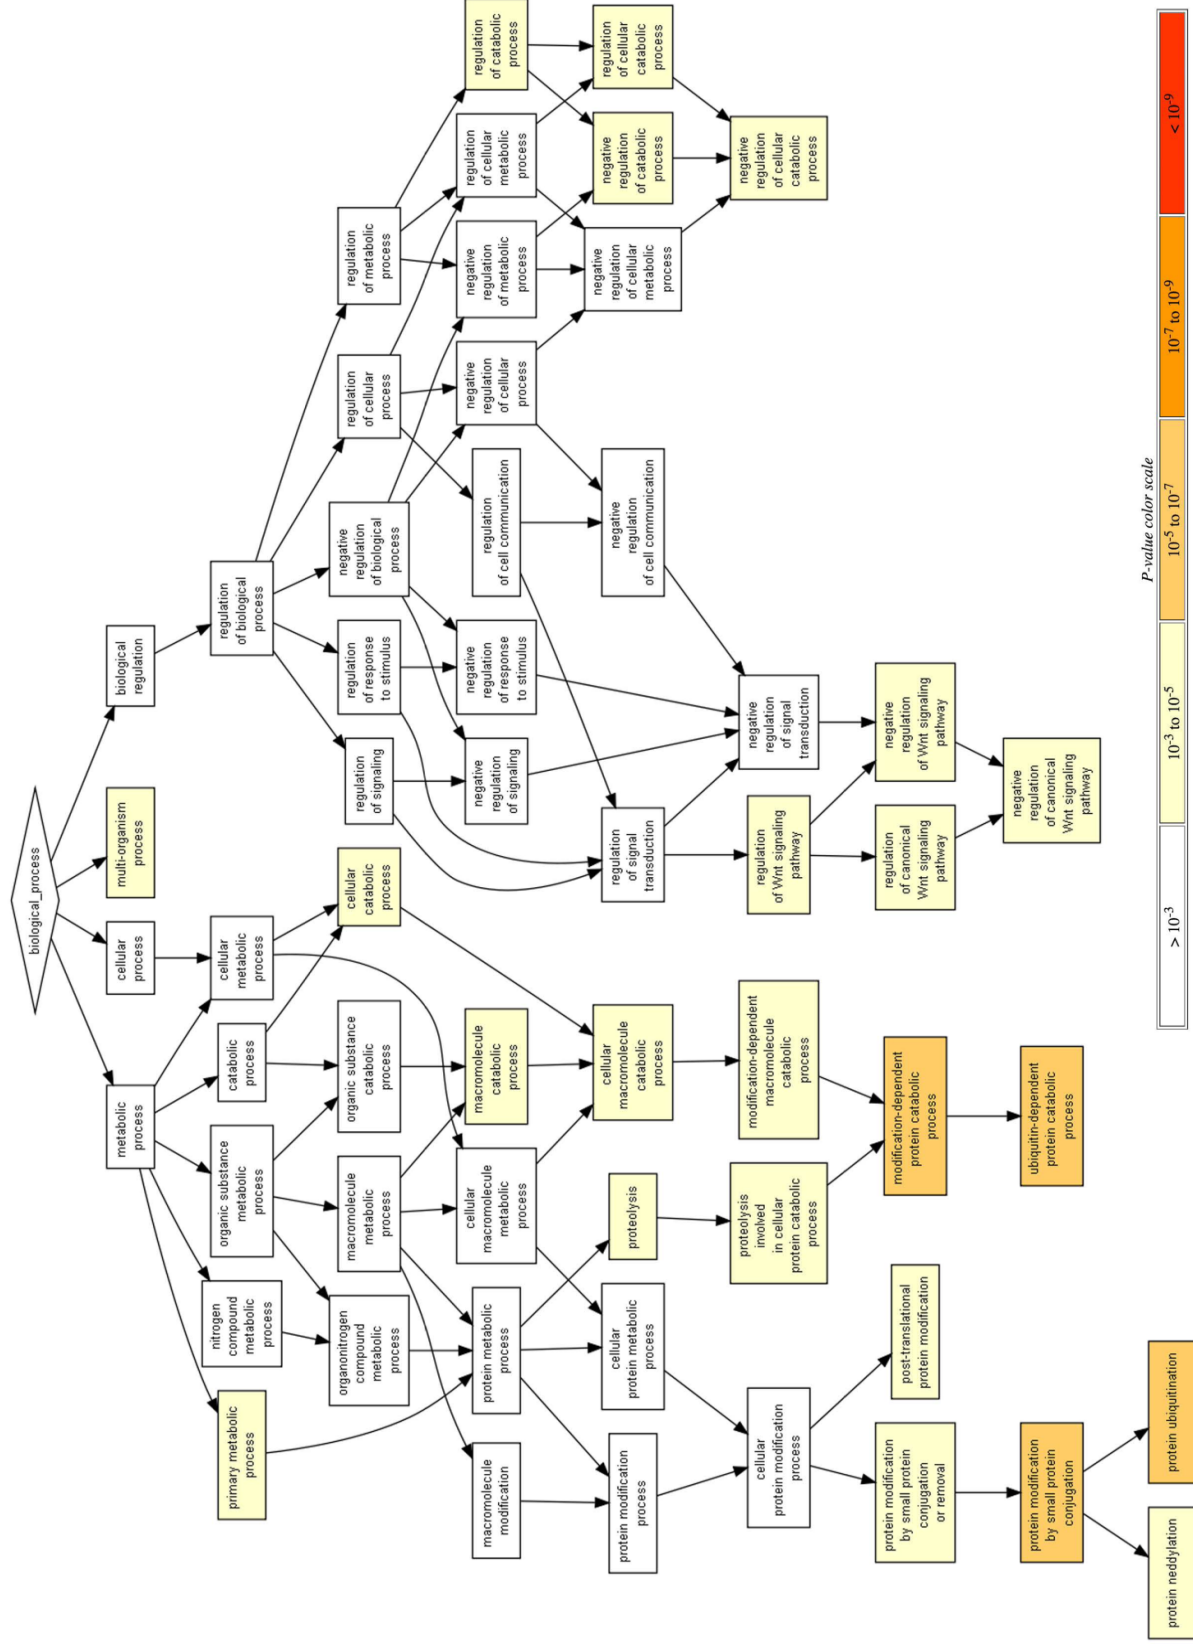 biological_process
metabolic
process
cellular
process
multi-organism
process
biological
regulation
primary metabolic
process
nitrogen
compound
metabolic
process
organic substance
metabolic
process
catabolic
process
cellular
metabolic
process
regulation
of biological
process
organonitrogen
compound
metabolic
process
macromolecule
metabolic
process
organic substance
catabolic
process
cellular
catabolic
process
regulation
of signaling
regulation
of response
to stimulus
negative
regulation
of biological
process
regulation
of cellular
process
regulation
of metabolic
process
macromolecule
modification
protein metabolic
process
cellular
macromolecule
metabolic
process
macromolecule
catabolic
process
negative
regulation
of signaling
negative
regulation
of response
to stimulus
regulation
of cell communication
negative
regulation
of cellular
process
negative
regulation
of metabolic
process
regulation
of cellular
metabolic
process
regulation
of catabolic
process
protein modification
process
cellular
protein metabolic
process
proteolysis
cellular
macromolecule
catabolic
process
regulation
of signal
transduction
negative
regulation
of cell communication
negative
regulation
of cellular
metabolic
process
negative
regulation
of catabolic
process
regulation
of cellular
catabolic
process
cellular
protein modification
process
proteolysis
involved
in cellular
protein catabolic
process
modification-dependent
macromolecule
catabolic
process
regulation
of Wnt signaling
pathway
negative
regulation
of signal
transduction
negative
regulation
of cellular
catabolic
process
protein modification
by small protein
conjugation
or removal
post-translational
protein modification
modification-dependent
protein catabolic
process
regulation
of canonical
Wnt signaling
pathway
negative
regulation
of Wnt signaling
pathway
protein modification
by small protein
conjugation
ubiquitin-dependent
protein catabolic
process
negative
regulation
of canonical
Wnt signaling
pathway
protein neddylation
protein ubiquitination
P-value color scale
> 10-3
10-3 to 10-5
10-5 to 10-7
10-7 to 10-9
< 10-9